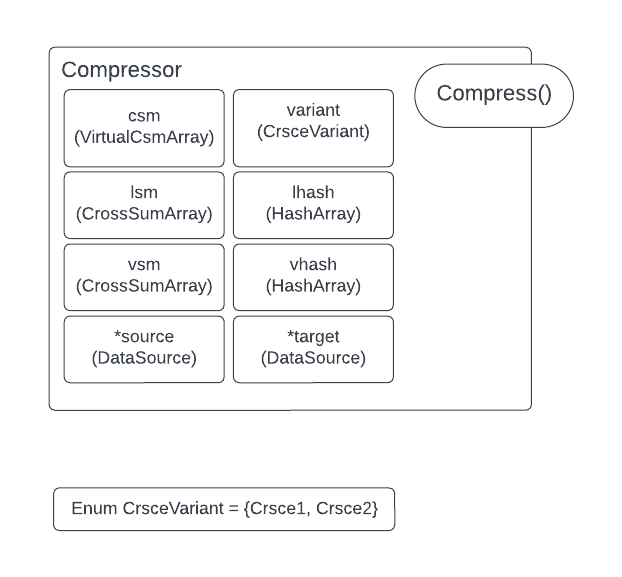 Compressor
Compress()
csm
(VirtualCsmArray)
variant
(CrsceVariant)
lsm
(CrossSumArray)
lhash
(HashArray)
vsm
(CrossSumArray)
vhash
(HashArray)
*source
(DataSource)
*target
(DataSource)
Enum CrsceVariant = {Crsce1, Crsce2}